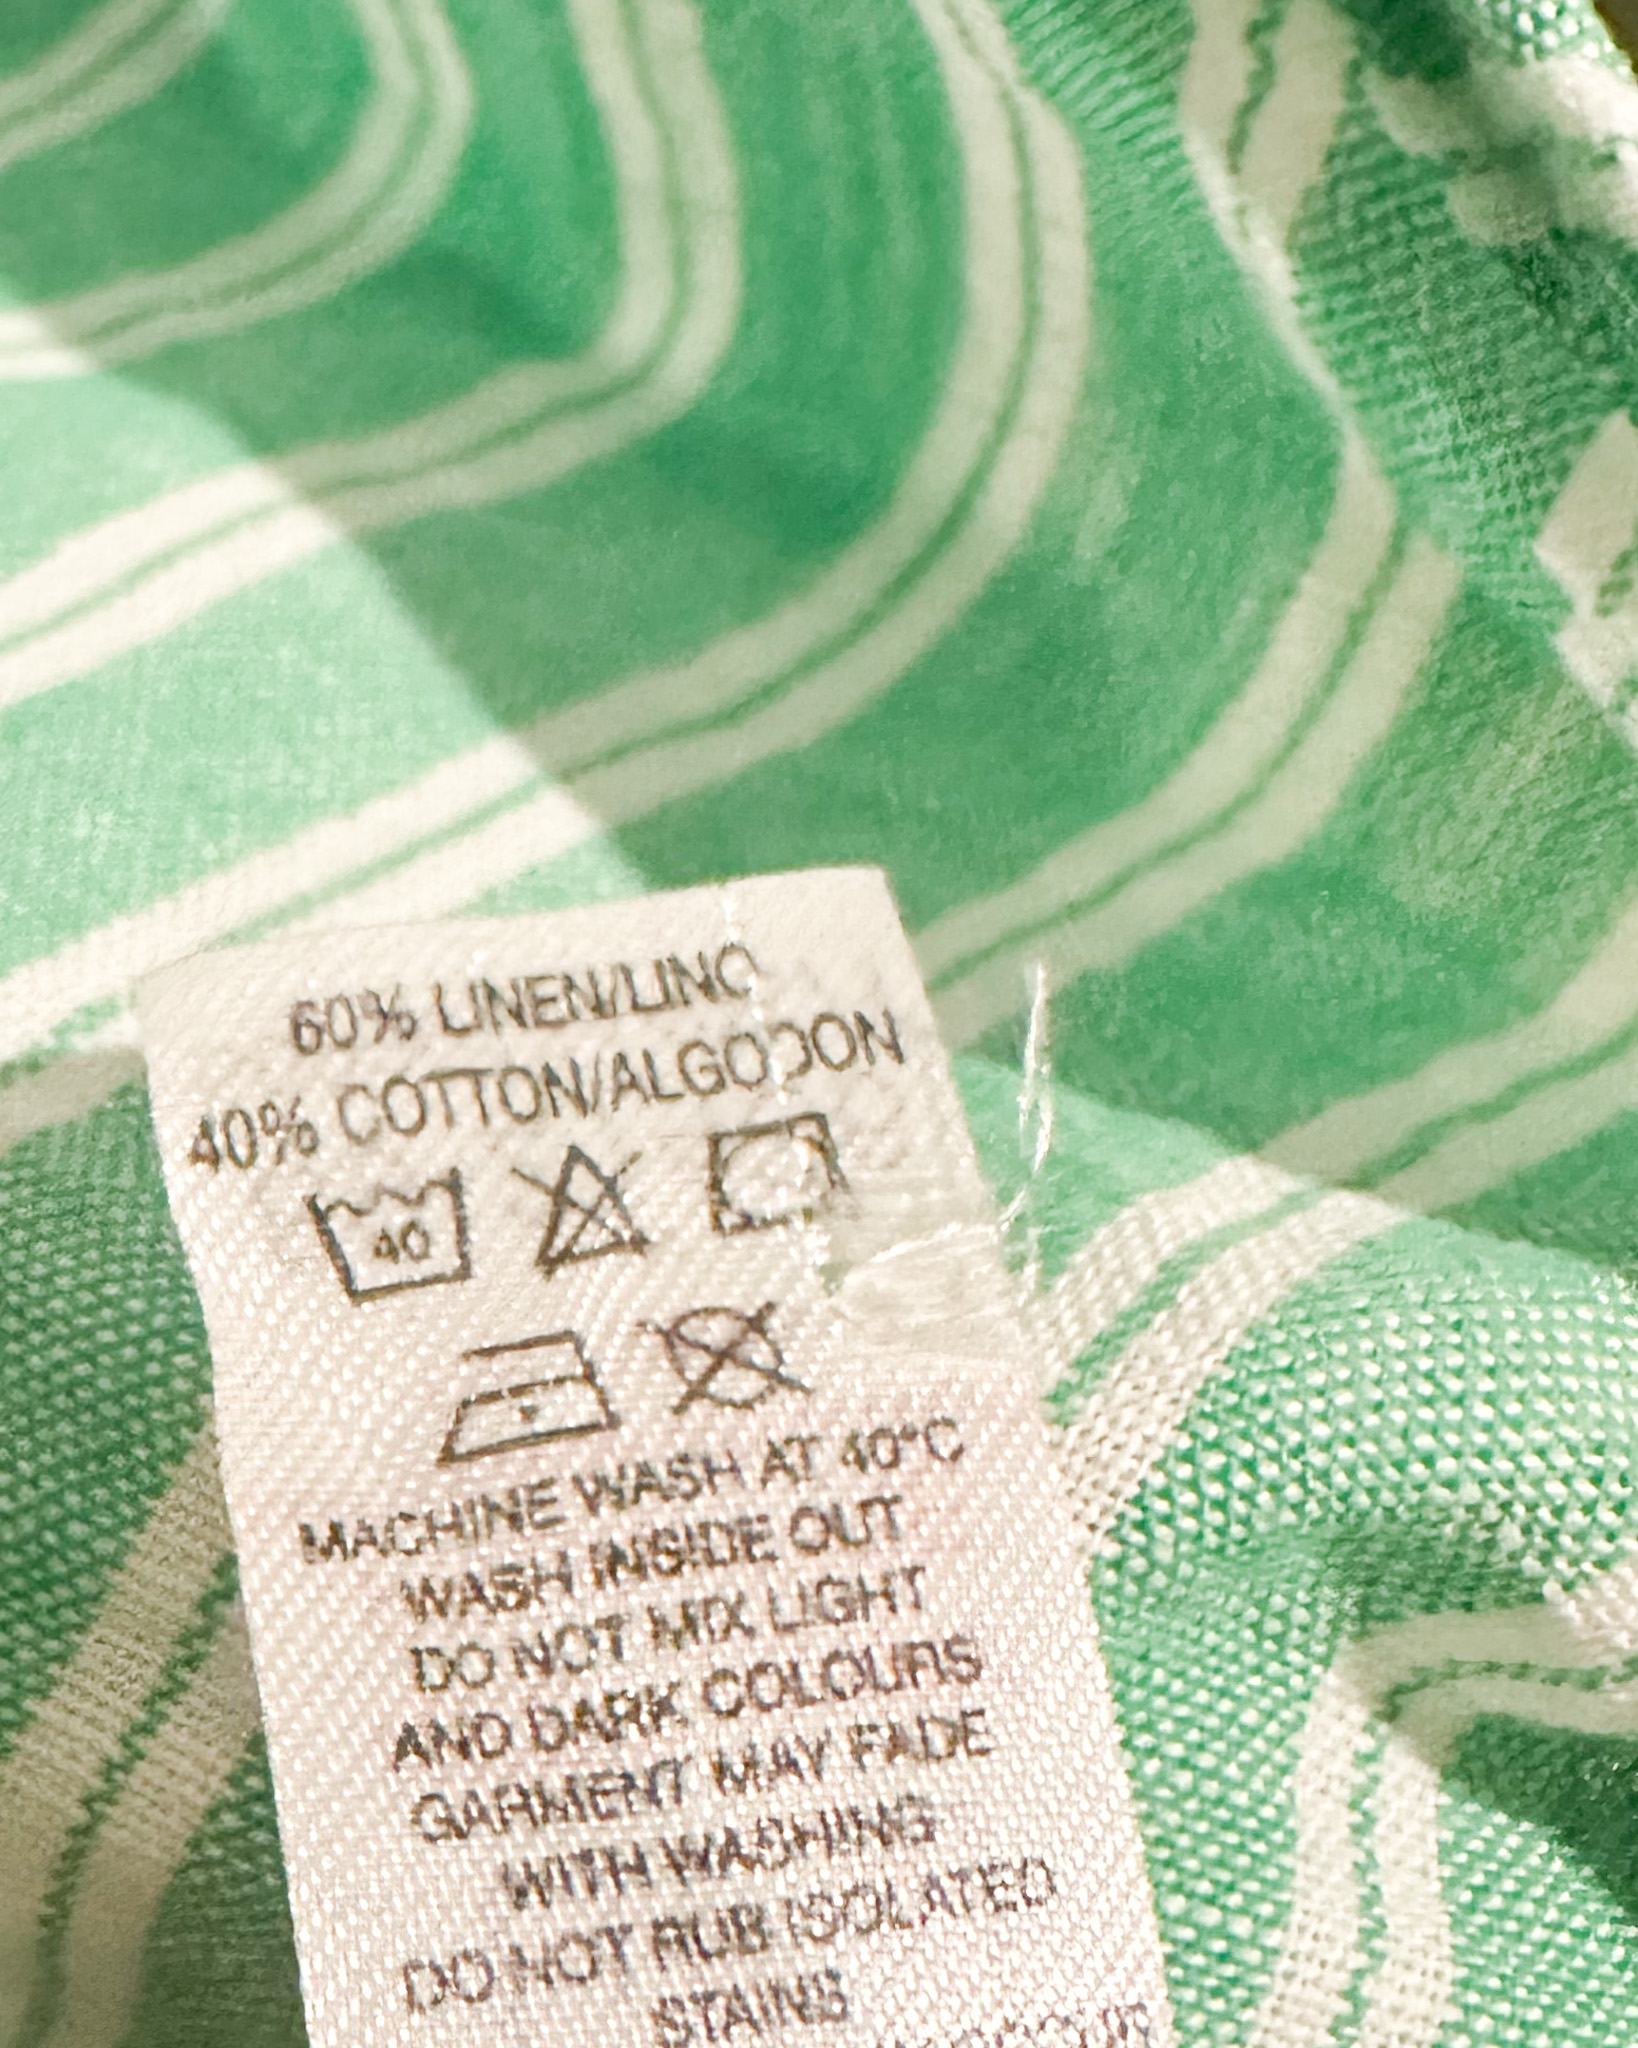 60% LINEN/LINO
40% COTTON/ALGODON
40
MACHINE WASH AT 40°C
WASH INSIDE OUT
DO NOT MIX LIGHT
AND DARK COLOURS
GARMENT MAY FADE
WITH WASHING
DO NOT RUB ISOLATED
STAINS